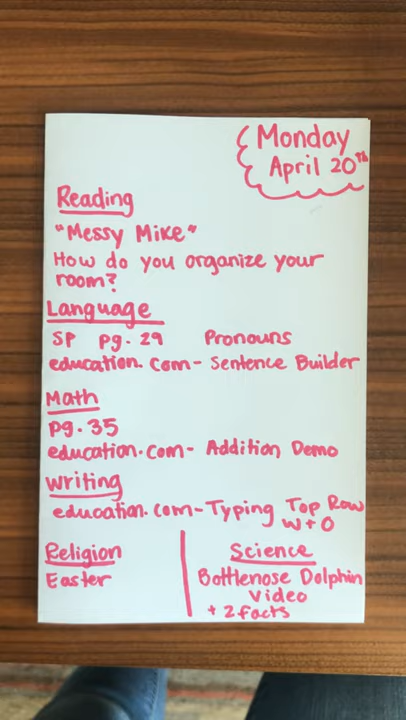 Monday
April 20th
Reading
"Messy Mike"
How do you organize your
room?
Language
SP pg. 29 Pronouns
education.com- Sentence Builder
Math
pg. 35
education.com- Addition Demo
Writing
education.com- Typing Top Row
W + O
Religion
Easter
Science
Bottlenose Dolphin
Video
+ 2 facts